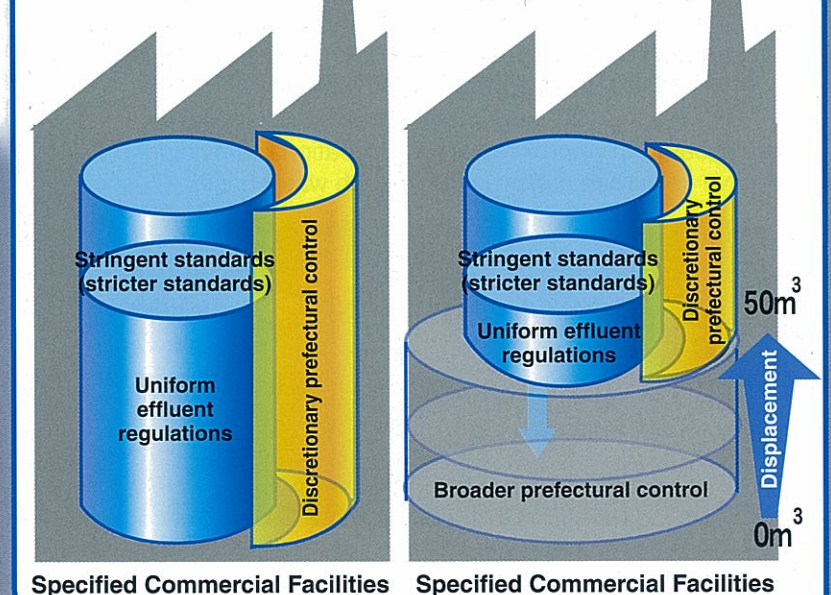 Stringent standards
(stricter standards)
Uniform
effluent
regulations
Discretionary prefectural control
Specified Commercial Facilities
Stringent standards
(stricter standards)
Uniform effluent
regulations
Discretionary
prefectural control
Broader prefectural control
50m³
Displacement
0m³
Specified Commercial Facilities